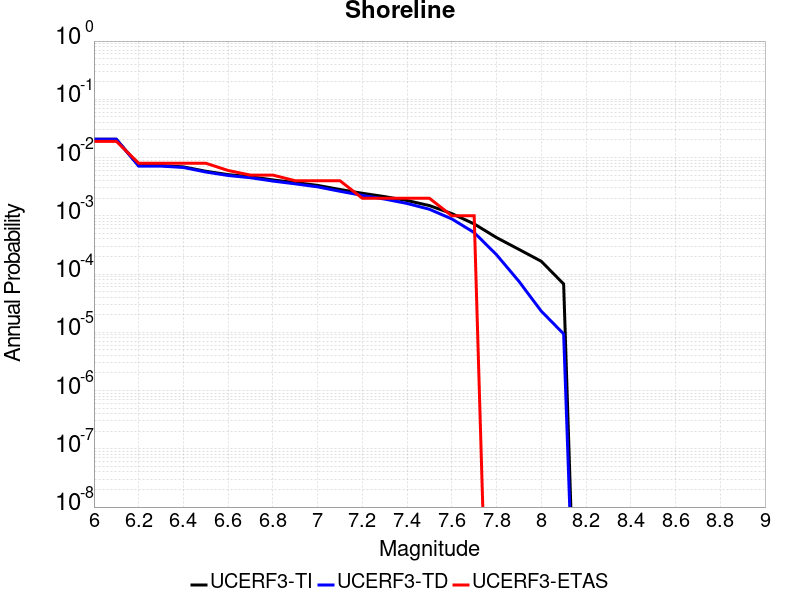 Shoreline
10^0
10^-1
10^-2
10^-3
10^-4
10^-5
10^-6
10^-7
10^-8
Annual Probability
6 6.2 6.4 6.6 6.8 7 7.2 7.4 7.6 7.8 8 8.2 8.4 8.6 8.8 9
Magnitude
UCERF3-TI UCERF3-TD UCERF3-ETAS